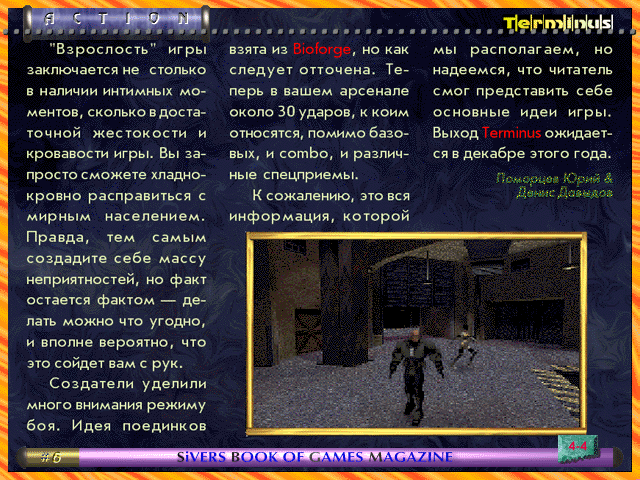 ACTION
Terminus
"Взрослость" игры
заключается не столько
в наличии интимных мо-
ментов, сколько в доста-
точной жестокости и
кровавости игры. Вы за-
просто сможете хладно-
кровно расправиться с
мирным населением.
Правда, тем самым
создадите себе массу
неприятностей, но факт
остается фактом — де-
лать можно что угодно,
и вполне вероятно, что
это сойдет вам с рук.
Создатели уделили
много внимания режиму
боя. Идея поединков
взята из Bioforge, но как
следует отточена. Те-
перь в вашем арсенале
около 30 ударов, к коим
относятся, помимо базо-
вых, и combo, и различ-
ные спецприемы.
К сожалению, это вся
информация, которой
мы располагаем, но
надеемся, что читатель
смог представить себе
основные идеи игры.
Выход Terminus ожидает-
ся в декабре этого года.
Поморцев Юрий &
Денис Давыдов
#6
SIVERS BOOK OF GAMES MAGAZINE
4-4